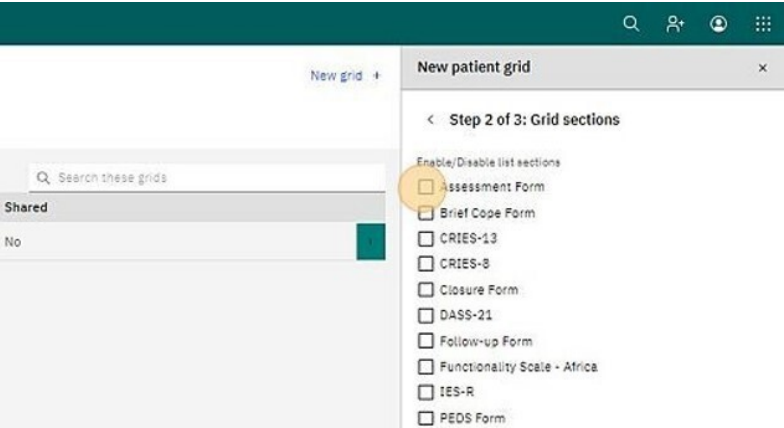 New grid +
Search these grids
Shared
No
New patient grid ×
< Step 2 of 3: Grid sections
Enable/Disable list sections
Assessment Form
Brief Cope Form
CRIES-13
CRIES-8
Closure Form
DASS-21
Follow-up Form
Functionality Scale - Africa
IES-R
PEDS Form